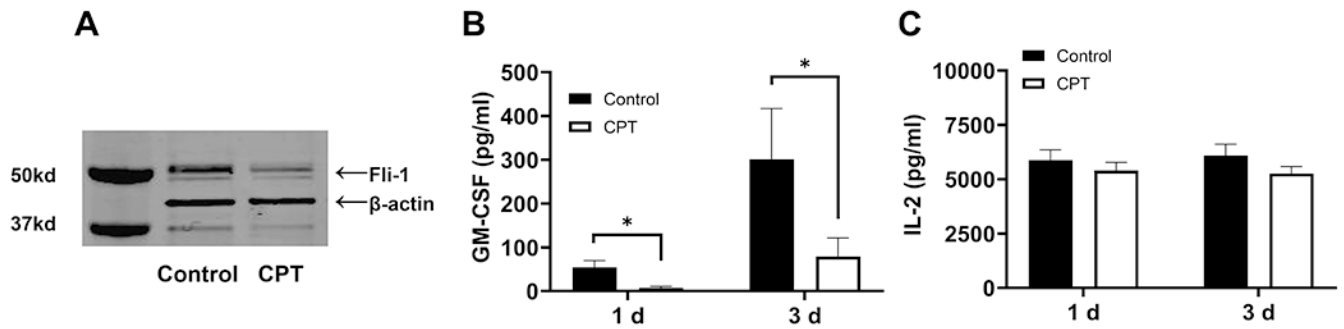 A
50kd
37kd
←Fli-1
←β-actin
Control CPT
B
GM-CSF (pg/ml)
500
400
300
200
100
0
Control
CPT
*
*
1 d 3 d
C
IL-2 (pg/ml)
10000
7500
5000
2500
0
Control
CPT
1 d 3 d